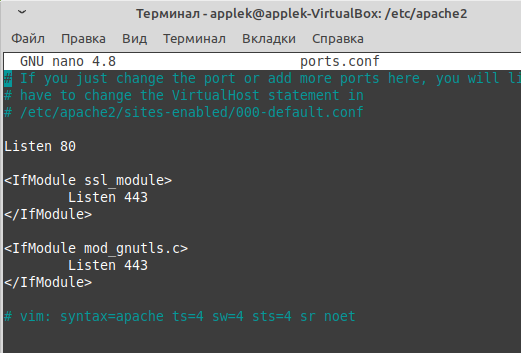 Терминал - applek@applek-VirtualBox: /etc/apache2
Файл Правка Вид Терминал Вкладки Справка
GNU nano 4.8 ports.conf
# If you just change the port or add more ports here, you will
# have to change the VirtualHost statement in
# /etc/apache2/sites-enabled/000-default.conf
Listen 80
<IfModule ssl_module>
Listen 443
</IfModule>
<IfModule mod_gnutls.c>
Listen 443
</IfModule>
# vim: syntax=apache ts=4 sw=4 sts=4 sr noet